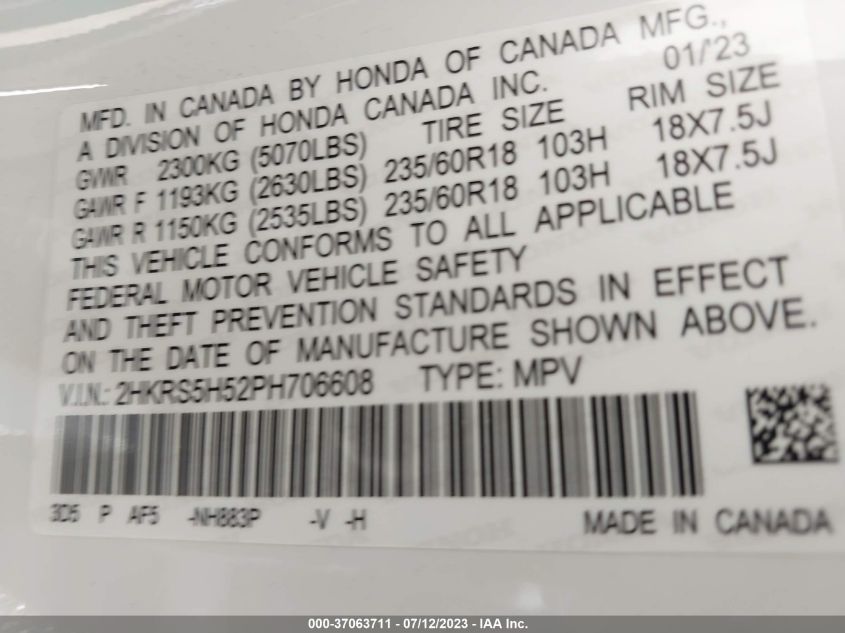 MFD. IN CANADA BY HONDA OF CANADA MFG.,
A DIVISION OF HONDA CANADA INC. 01/'23
GVWR 2300KG (5070LBS) TIRE SIZE RIM SIZE
GAWR F 1193KG (2630LBS) 235/60R18 103H 18X7.5J
GAWR R 1150KG (2535LBS) 235/60R18 103H 18X7.5J
THIS VEHICLE CONFORMS TO ALL APPLICABLE
FEDERAL MOTOR VEHICLE SAFETY
AND THEFT PREVENTION STANDARDS IN EFFECT
ON THE DATE OF MANUFACTURE SHOWN ABOVE.
V.I.N.: 2HKRS5H52PH706608 TYPE: MPV
3D5 P AF5 -NH883P -V -H MADE IN CANADA
000-37063711 - 07/12/2023 - IAA Inc.